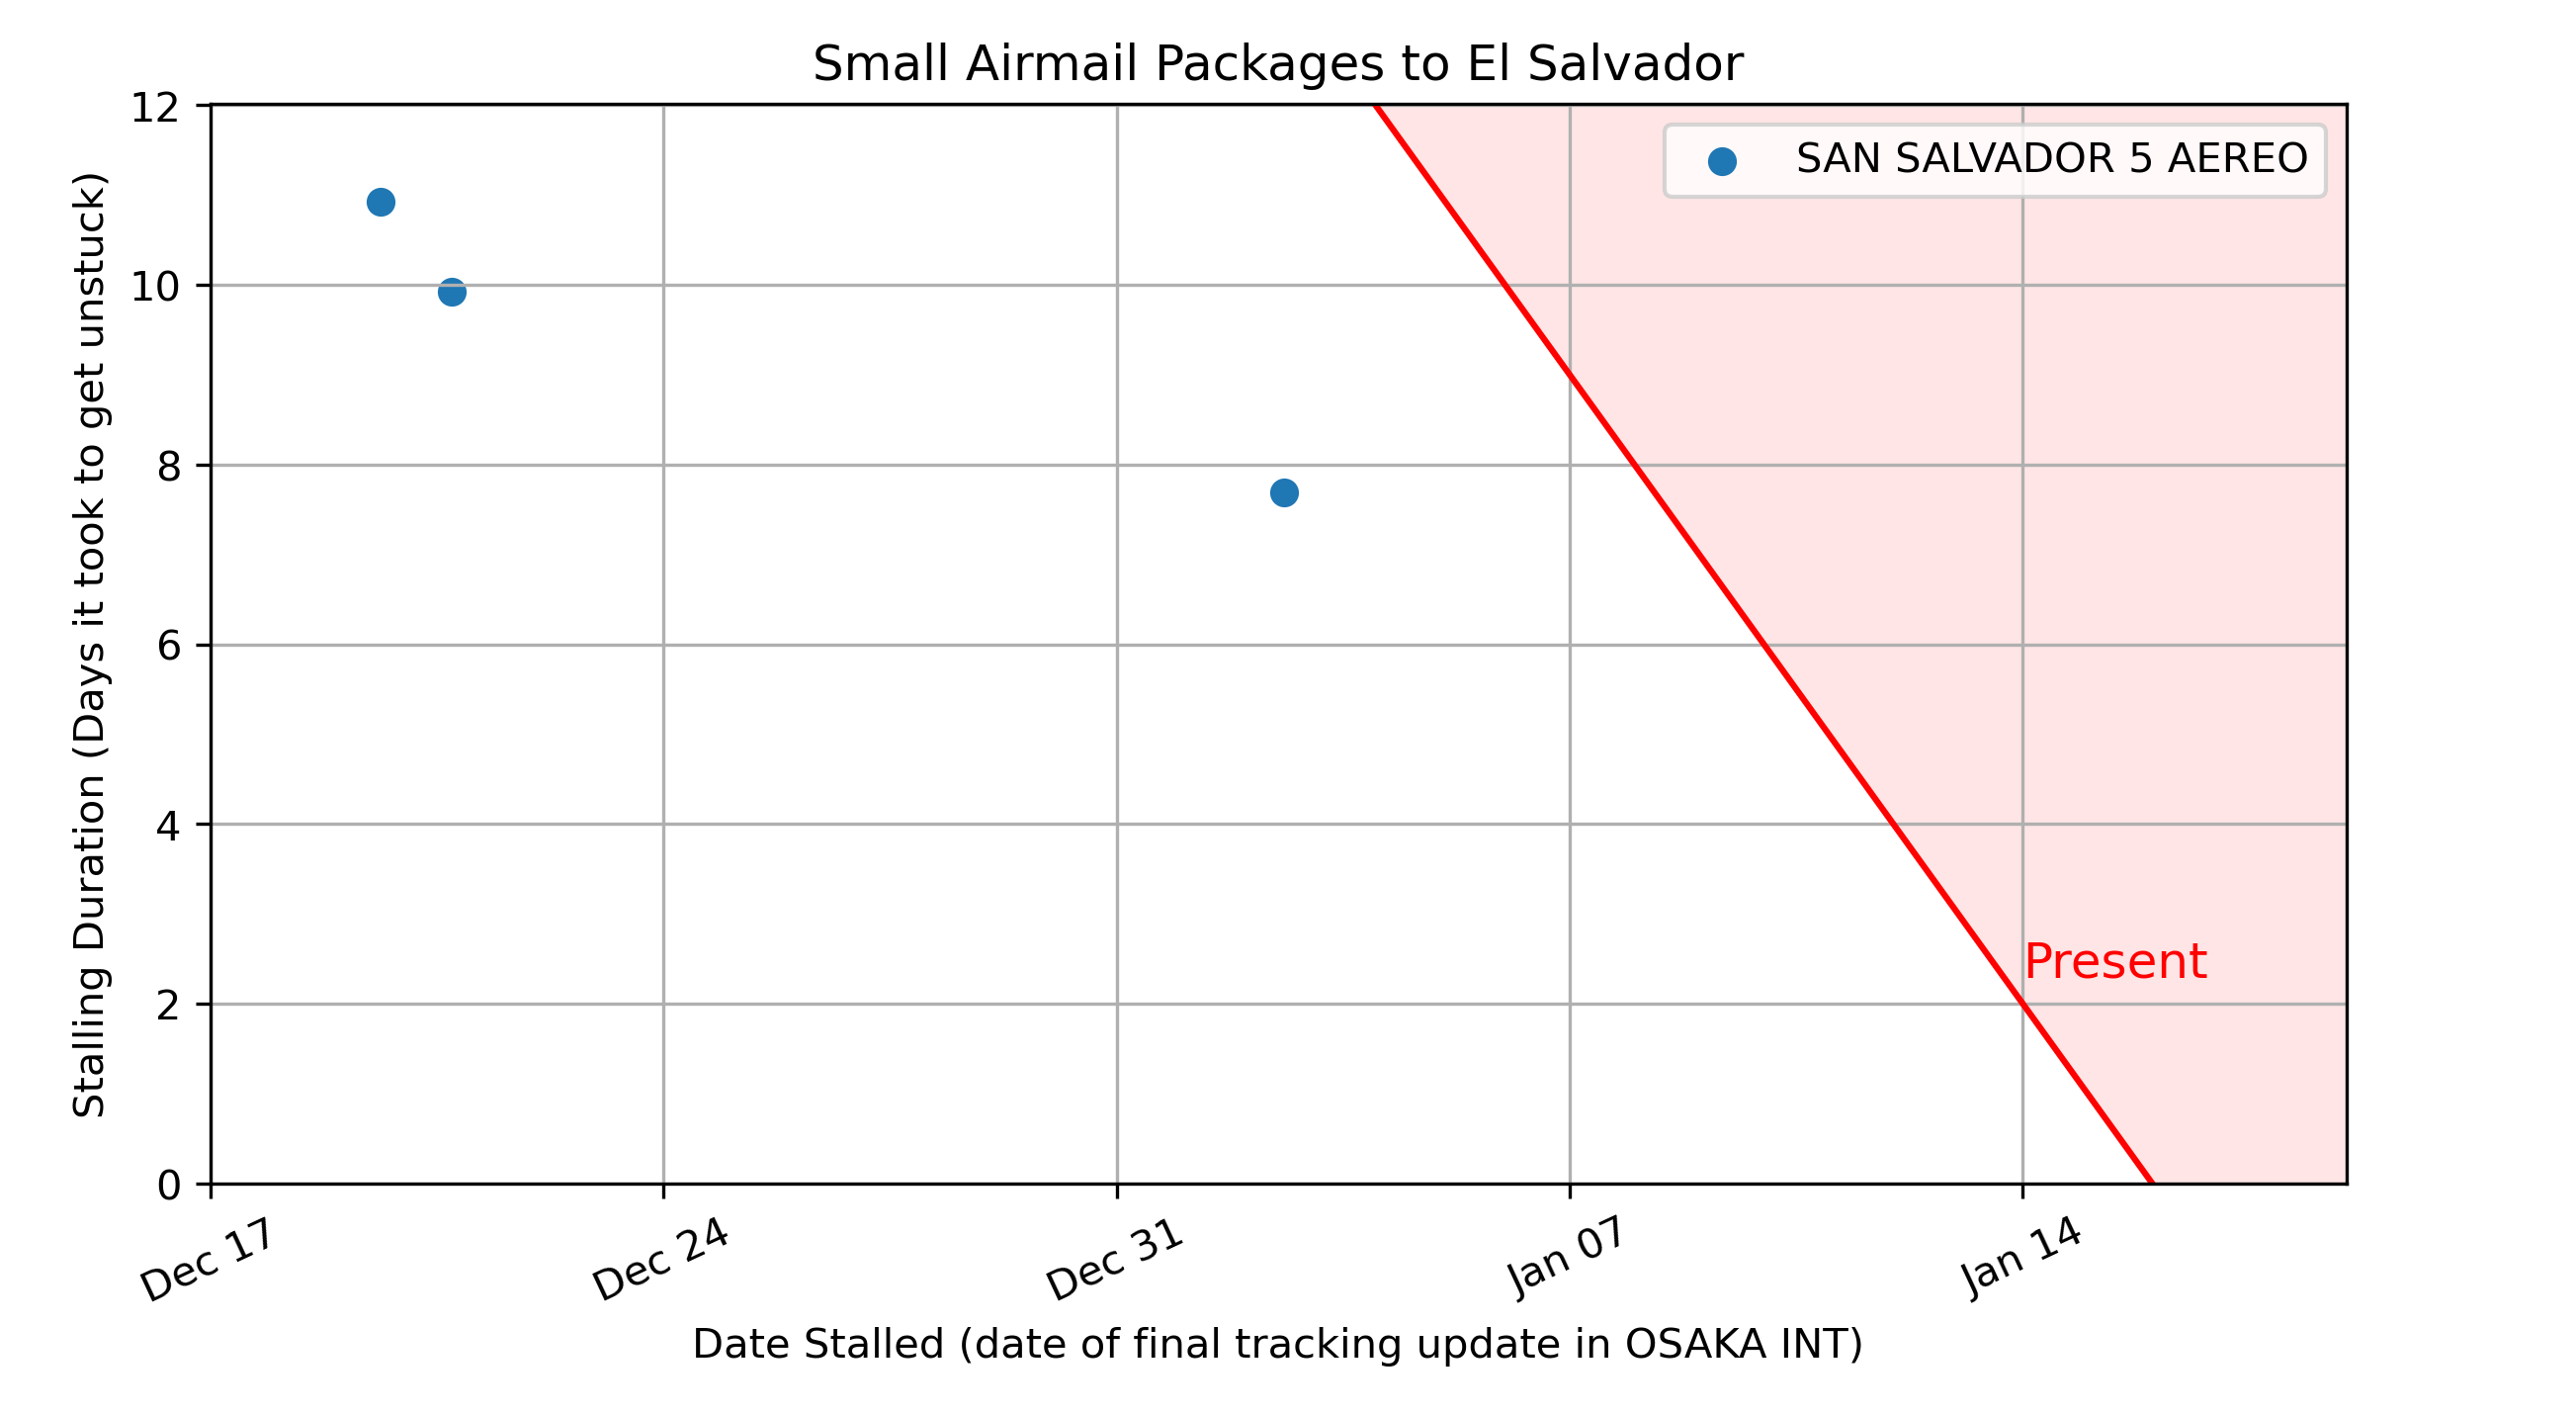 Small Airmail Packages to El Salvador
Stalling Duration (Days it took to get unstuck)
12
10
8
6
4
2
0
SAN SALVADOR 5 AEREO
Present
Dec 17
Dec 24
Dec 31
Jan 07
Jan 14
Date Stalled (date of final tracking update in OSAKA INT)